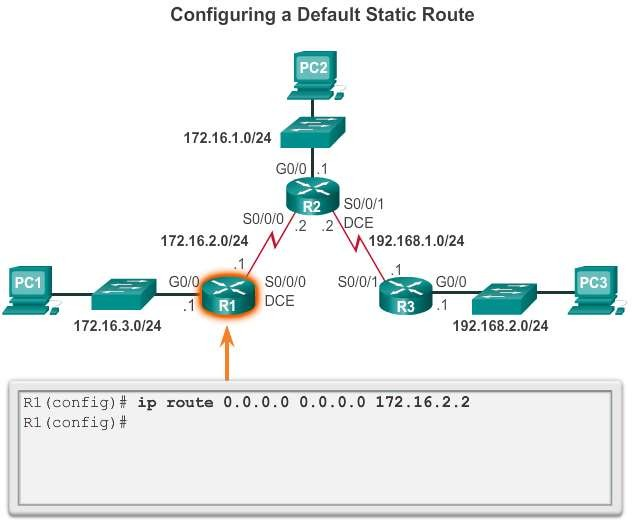 Configuring a Default Static Route
PC2
172.16.1.0/24
G0/0 .1
R2
S0/0/0
S0/0/1
.2 .2 DCE
172.16.2.0/24
192.168.1.0/24
.1
.1
PC1
G0/0
S0/0/0
S0/0/1
G0/0
PC3
.1
R1
DCE
R3
.1
172.16.3.0/24
192.168.2.0/24
R1(config)# ip route 0.0.0.0 0.0.0.0 172.16.2.2
R1(config)#